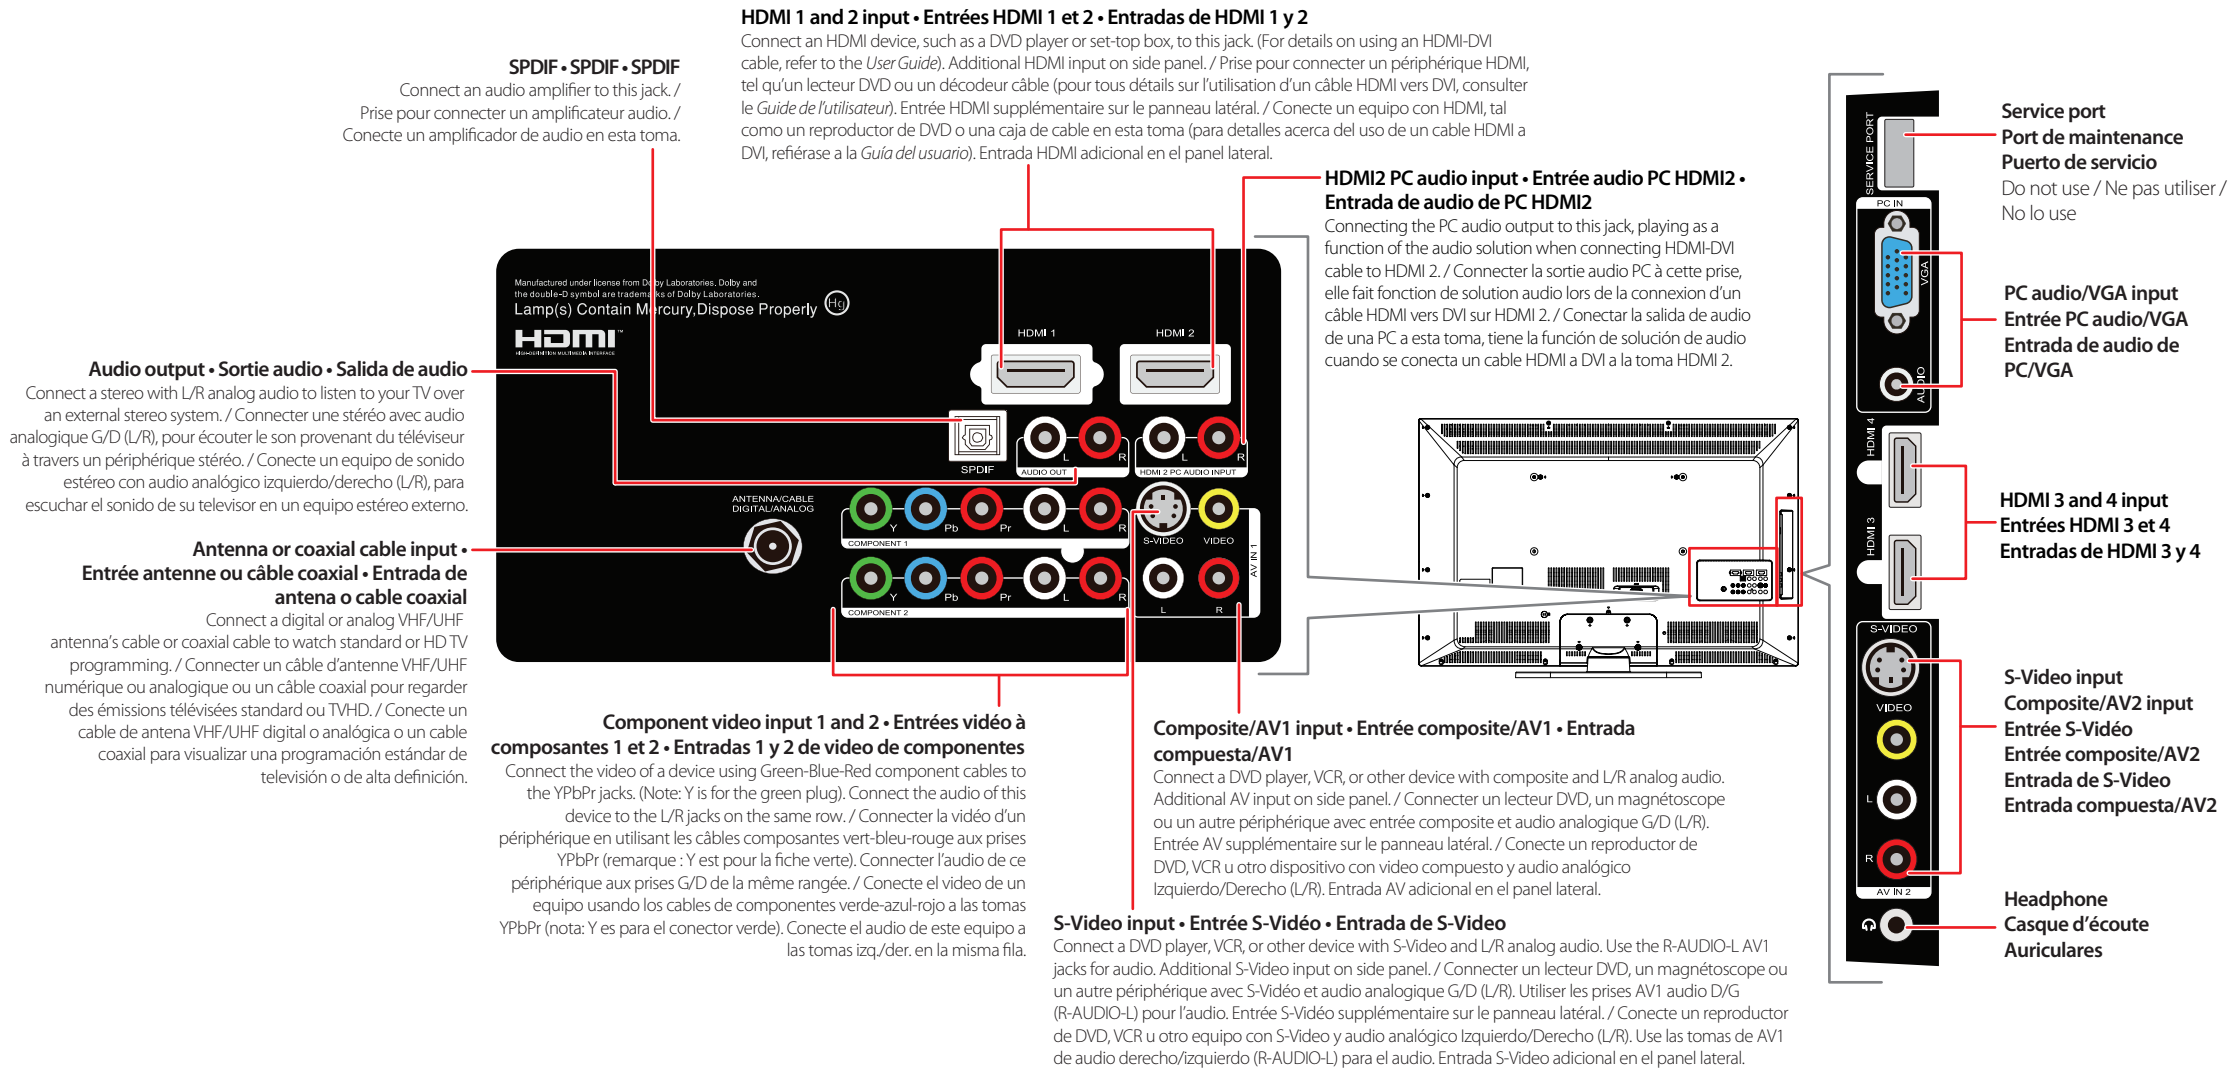 HDMI 1 and 2 input • Entrées HDMI 1 et 2 • Entradas de HDMI 1 y 2
Connect an HDMI device, such as a DVD player or set-top box, to this jack. (For details on using an HDMI-DVI
cable, refer to the User Guide). Additional HDMI input on side panel. / Prise pour connecter un périphérique HDMI,
tel qu'un lecteur DVD ou un décodeur câble (pour tous détails sur l'utilisation d'un câble HDMI vers DVI, consulter
le Guide de l'utilisateur). Entrée HDMI supplémentaire sur le panneau latéral. / Conecte un equipo con HDMI, tal
como un reproductor de DVD o una caja de cable en esta toma (para detalles acerca del uso de un cable HDMI a
DVI, refiérase a la Guía del usuario). Entrada HDMI adicional en el panel lateral.
SPDIF • SPDIF • SPDIF
Connect an audio amplifier to this jack. /
Prise pour connecter un amplificateur audio. /
Conecte un amplificador de audio en esta toma.
HDMI2 PC audio input • Entrée audio PC HDMI2 •
Entrada de audio de PC HDMI2
Connecting the PC audio output to this jack, playing as a
function of the audio solution when connecting HDMI-DVI
cable to HDMI 2. / Connecter la sortie audio PC à cette prise,
elle fait fonction de solution audio lors de la connexion d'un
câble HDMI vers DVI sur HDMI 2. / Conectar la salida de audio
de una PC a esta toma, tiene la función de solución de audio
cuando se conecta un cable HDMI a DVI a la toma HDMI 2.
Audio output • Sortie audio • Salida de audio
Connect a stereo with L/R analog audio to listen to your TV over
an external stereo system. / Connecter une stéréo avec audio
analogique G/D (L/R), pour écouter le son provenant du téléviseur
à travers un périphérique stéréo. / Conecte un equipo de sonido
estéreo con audio analógico izquierdo/derecho (L/R), para
escuchar el sonido de su televisor en un equipo estéreo externo.
Antenna or coaxial cable input •
Entrée antenne ou câble coaxial • Entrada de
antena o cable coaxial
Connect a digital or analog VHF/UHF
antenna's cable or coaxial cable to watch standard or HD TV
programming. / Connecter un câble d'antenne VHF/UHF
numérique ou analogique ou un câble coaxial pour regarder
des émissions télévisées standard ou TVHD. / Conecte un
cable de antena VHF/UHF digital o analógica o un cable
coaxial para visualizar una programación estándar de
televisión o de alta definición.
Manufactured under license from Dolby Laboratories. Dolby and
the double-D symbol are trademarks of Dolby Laboratories.
Lamp(s) Contain Mercury,Dispose Properly Hg
HDMI™
HIGH-DEFINITION MULTIMEDIA INTERFACE
HDMI 1
HDMI 2
SPDIF
L
R
AUDIO OUT
L
R
HDMI 2 PC AUDIO INPUT
ANTENNA/CABLE
DIGITAL/ANALOG
Y
Pb
Pr
L
R
COMPONENT 1
S-VIDEO
VIDEO
AV IN 1
Y
Pb
Pr
L
R
COMPONENT 2
L
R
Component video input 1 and 2 • Entrées vidéo à
composantes 1 et 2 • Entradas 1 y 2 de video de componentes
Connect the video of a device using Green-Blue-Red component cables to
the YPbPr jacks. (Note: Y is for the green plug). Connect the audio of this
device to the L/R jacks on the same row. / Connecter la vidéo d'un
périphérique en utilisant les câbles composantes vert-bleu-rouge aux prises
YPbPr (remarque : Y est pour la fiche verte). Connecter l'audio de ce
périphérique aux prises G/D de la même rangée. / Conecte el video de un
equipo usando los cables de componentes verde-azul-rojo a las tomas
YPbPr (nota: Y es para el conector verde). Conecte el audio de este equipo a
las tomas izq./der. en la misma fila.
Composite/AV1 input • Entrée composite/AV1 • Entrada
compuesta/AV1
Connect a DVD player, VCR, or other device with composite and L/R analog audio.
Additional AV input on side panel. / Connecter un lecteur DVD, un magnétoscope
ou un autre périphérique avec entrée composite et audio analogique G/D (L/R).
Entrée AV supplémentaire sur le panneau latéral. / Conecte un reproductor de
DVD, VCR u otro dispositivo con video compuesto y audio analógico
Izquierdo/Derecho (L/R). Entrada AV adicional en el panel lateral.
S-Video input • Entrée S-Vidéo • Entrada de S-Video
Connect a DVD player, VCR, or other device with S-Video and L/R analog audio. Use the R-AUDIO-L AV1
jacks for audio. Additional S-Video input on side panel. / Connecter un lecteur DVD, un magnétoscope ou
un autre périphérique avec S-Vidéo et audio analogique G/D (L/R). Utiliser les prises AV1 audio D/G
(R-AUDIO-L) pour l'audio. Entrée S-Vidéo supplémentaire sur le panneau latéral. / Conecte un reproductor
de DVD, VCR u otro equipo con S-Video y audio analógico Izquierdo/Derecho (L/R). Use las tomas de AV1
de audio derecho/izquierdo (R-AUDIO-L) para el audio. Entrada S-Video adicional en el panel lateral.
SERVICE PORT
PC IN
VGA
AUDIO
HDMI 4
HDMI 3
S-VIDEO
VIDEO
L
R
AV IN 2
Service port
Port de maintenance
Puerto de servicio
Do not use / Ne pas utiliser /
No lo use
PC audio/VGA input
Entrée PC audio/VGA
Entrada de audio de
PC/VGA
HDMI 3 and 4 input
Entrées HDMI 3 et 4
Entradas de HDMI 3 y 4
S-Video input
Composite/AV2 input
Entrée S-Vidéo
Entrée composite/AV2
Entrada de S-Video
Entrada compuesta/AV2
Headphone
Casque d'écoute
Auriculares